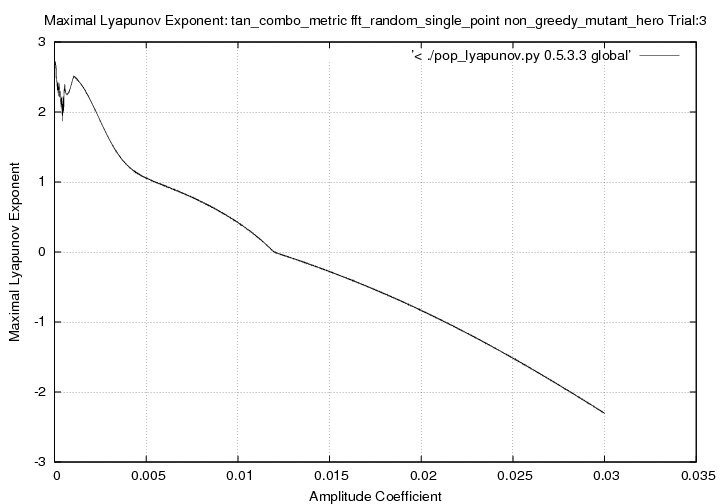 Maximal Lyapunov Exponent: tan_combo_metric fft_random_single_point non_greedy_mutant_hero Trial:3
'< ./pop_lyapunov.py 0.5.3.3 global'
Maximal Lyapunov Exponent
3
2
1
0
-1
-2
-3
0 0.005 0.01 0.015 0.02 0.025 0.03 0.035
Amplitude Coefficient